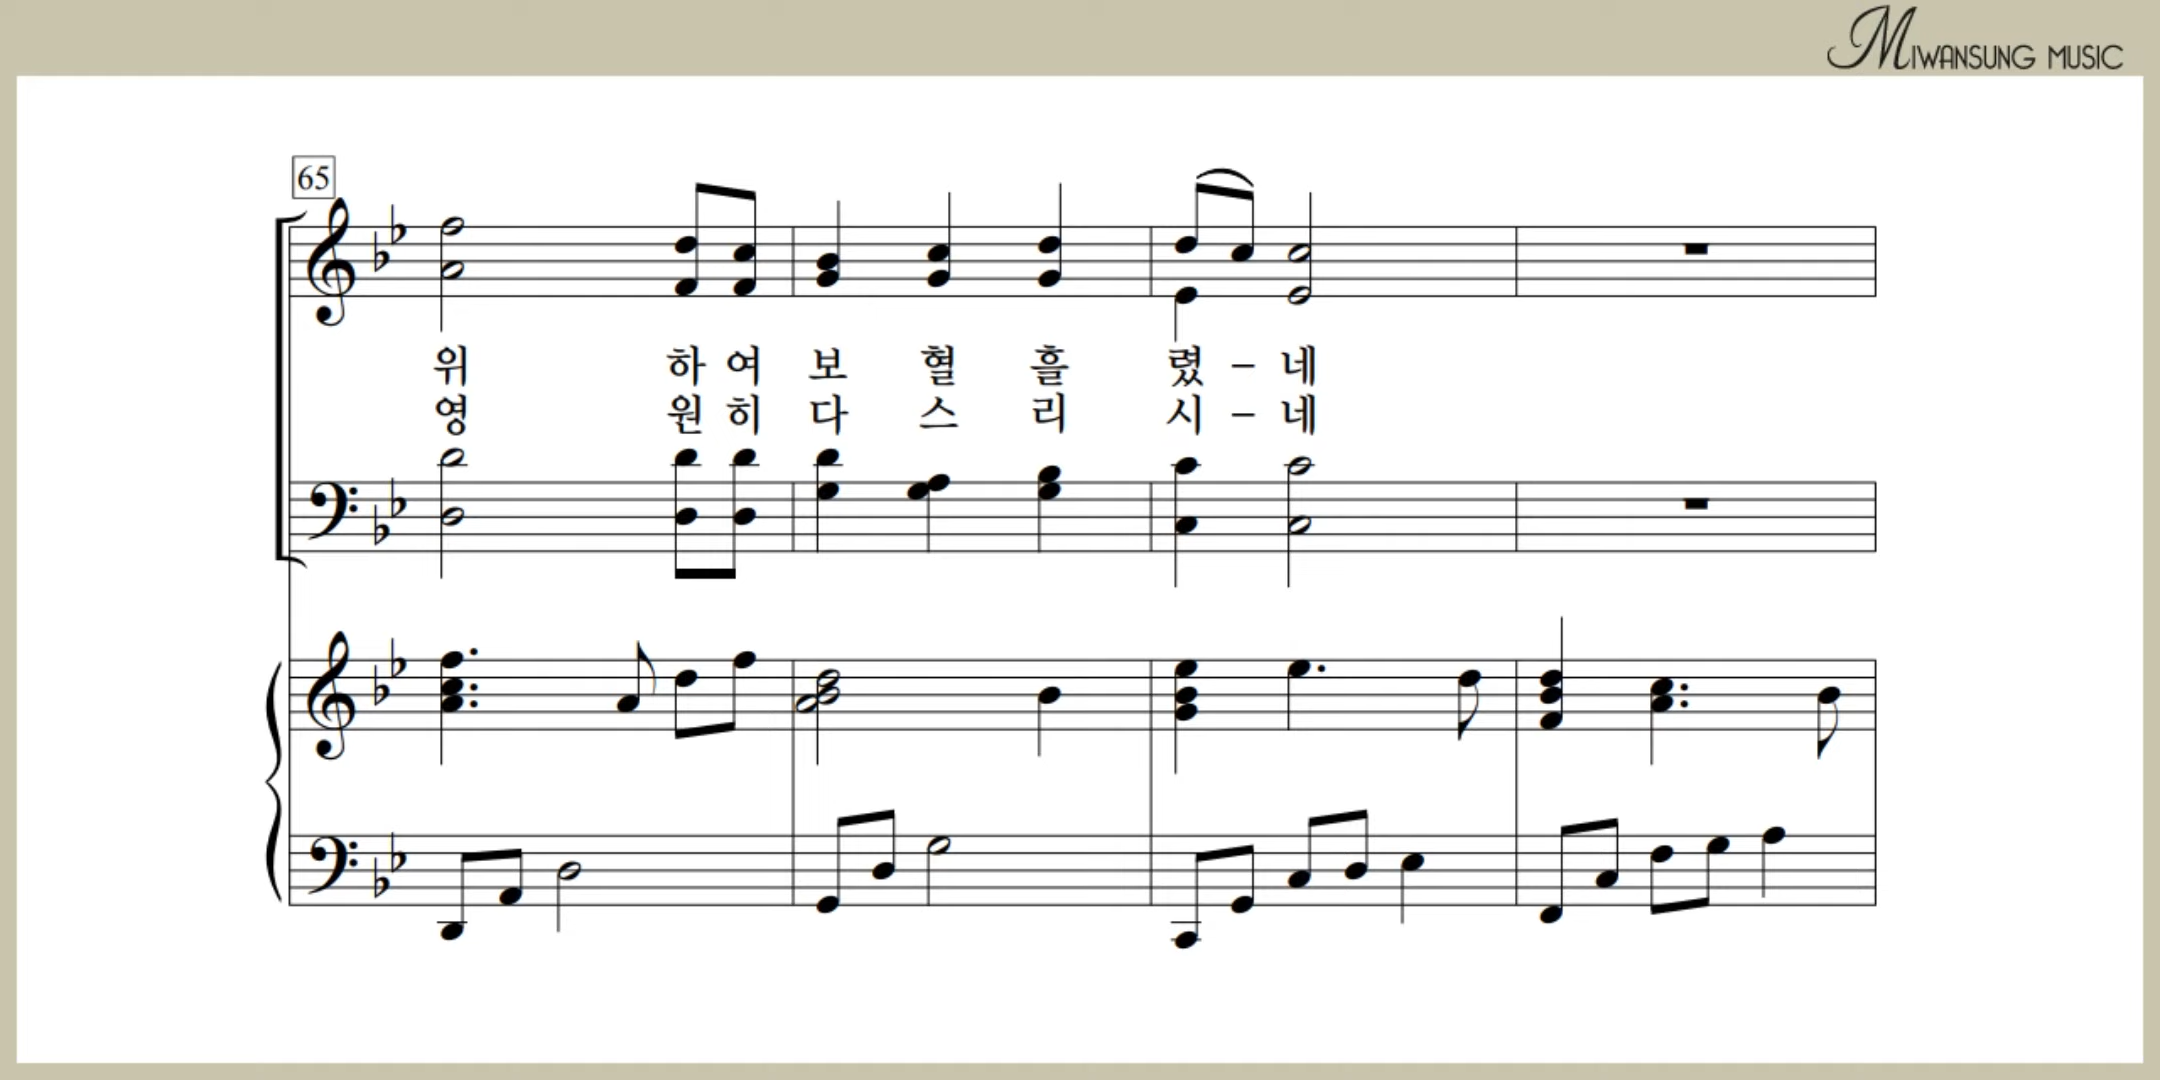 MIWANSUNG MUSIC
65
위 하 여 보 혈 흘 렸 – 네
영 원 히 다 스 리 시 – 네